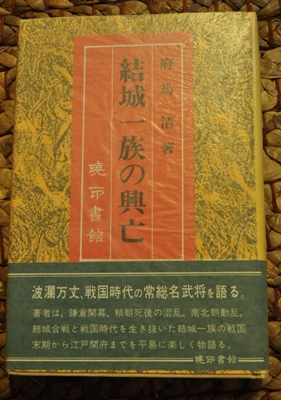 府馬清著
結城一族の興亡
暁印書館
波瀾万丈、戦国時代の常総名武将を語る。
著者は、鎌倉開幕、頼朝死後の混乱、南北朝動乱、
結城合戦と戦国時代を生き抜いた結城一族の戦国
末期から江戸開府までを平易に楽しく物語る。
暁印書館